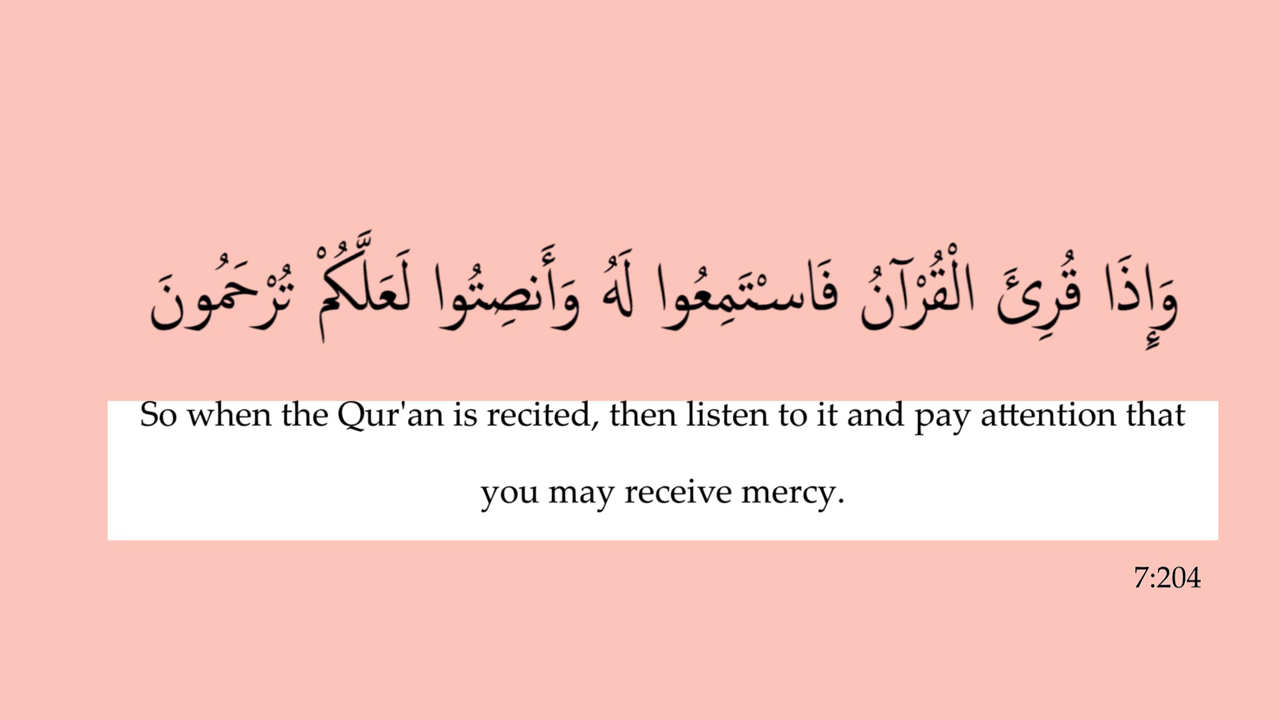 وَإِذَا قُرِئَ الْقُرْآنُ فَاسْتَمِعُوا لَهُ وَأَنصِتُوا لَعَلَّكُمْ تُرْحَمُونَ
So when the Qur'an is recited, then listen to it and pay attention that
you may receive mercy.
7:204